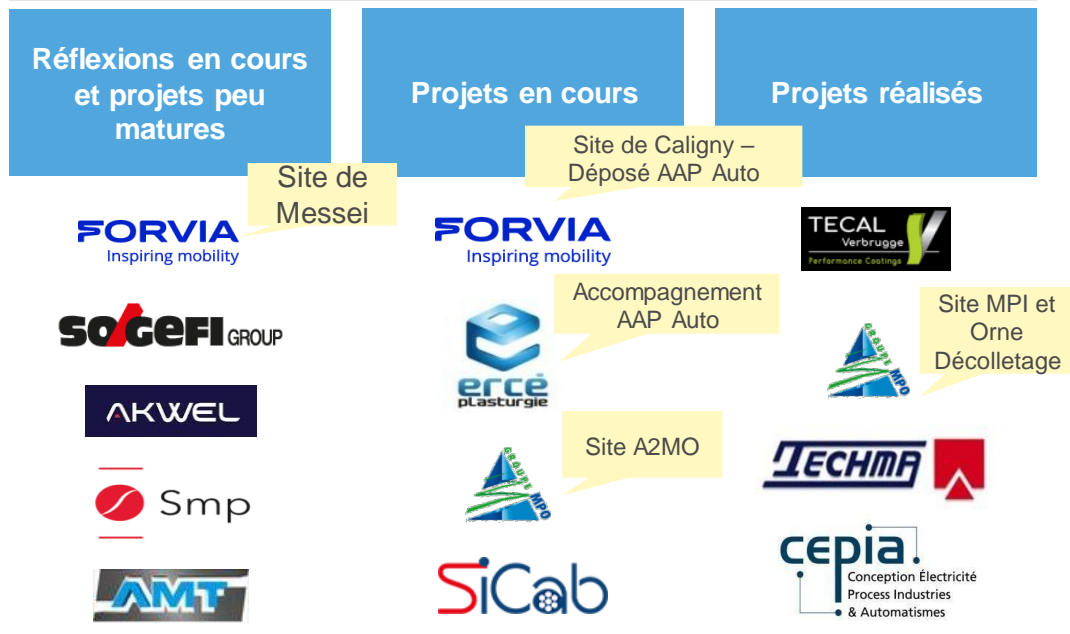 Réflexions en cours
et projets peu
matures
Projets en cours
Projets réalisés
Site de
Messei
FORVIA
Inspiring mobility
SOGEFI GROUP
AKWEL
Smp
AMT
Site de Caligny –
Déposé AAP Auto
FORVIA
Inspiring mobility
Accompagnement
AAP Auto
ercé
plasturgie
Site A2MO
GROUPE
MPO
SiCab
TECAL
Verbrugge
Performance Coatings
Site MPI et
Orne
Décolletage
GROUPE
MPO
TECHMA
cepia.
Conception Électricité
Process Industries
& Automatismes